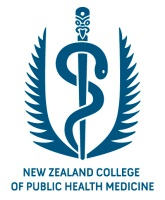 NEW ZEALAND COLLEGE
OF PUBLIC HEALTH MEDICINE